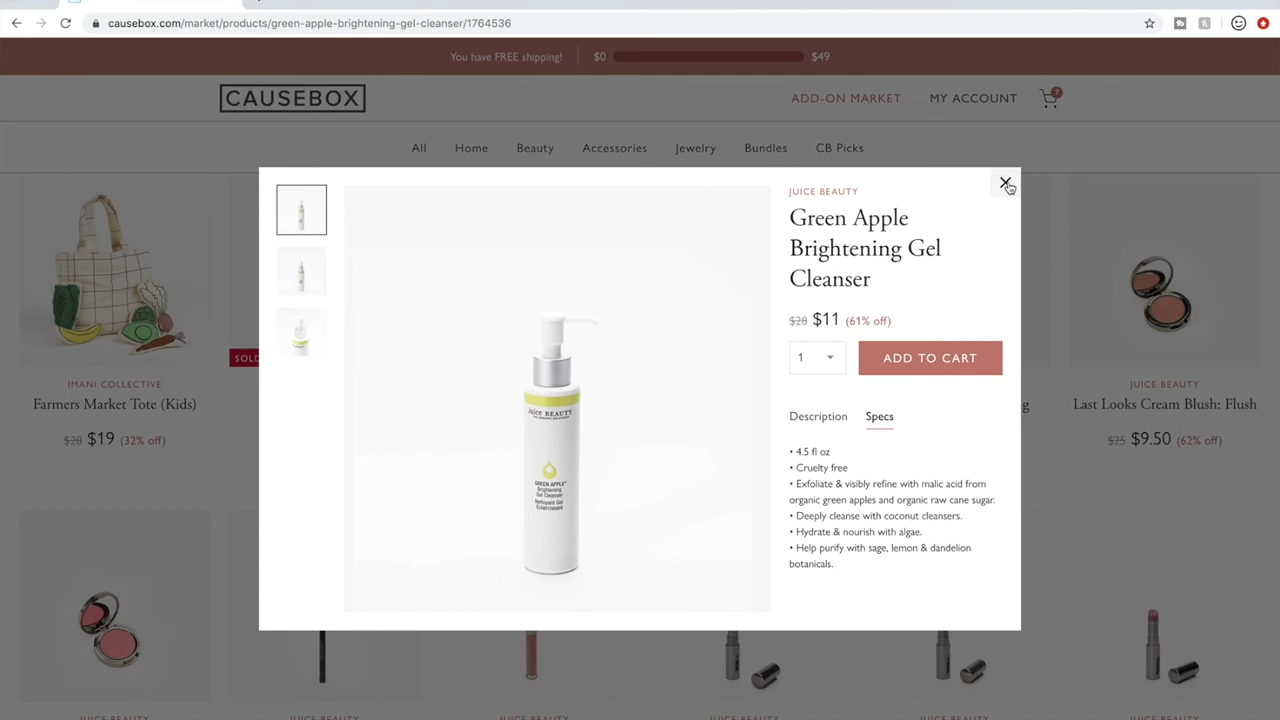 causebox.com/market/products/green-apple-brightening-gel-cleanser/1764536
You have FREE shipping! $0 $49
CAUSEBOX
ADD-ON MARKET MY ACCOUNT 7
All Home Beauty Accessories Jewelry Bundles CB Picks
JUICE BEAUTY
Green Apple
Brightening Gel
Cleanser
$28 $11 (61% off)
1 ADD TO CART
Description Specs
• 4.5 fl oz
• Cruelty free
• Exfoliate & visibly refine with malic acid from
organic green apples and organic raw cane sugar.
• Deeply cleanse with coconut cleansers.
• Hydrate & nourish with algae.
• Help purify with sage, lemon & dandelion
botanicals.
juice BEAUTY
GREEN APPLE
Brightening
Gel Cleanser
Nettoyant Gel
Eclaircissant
SOL
IMANI COLLECTIVE
Farmers Market Tote (Kids)
$28 $19 (32% off)
JUICE BEAUTY
Last Looks Cream Blush: Flush
$25 $9.50 (62% off)